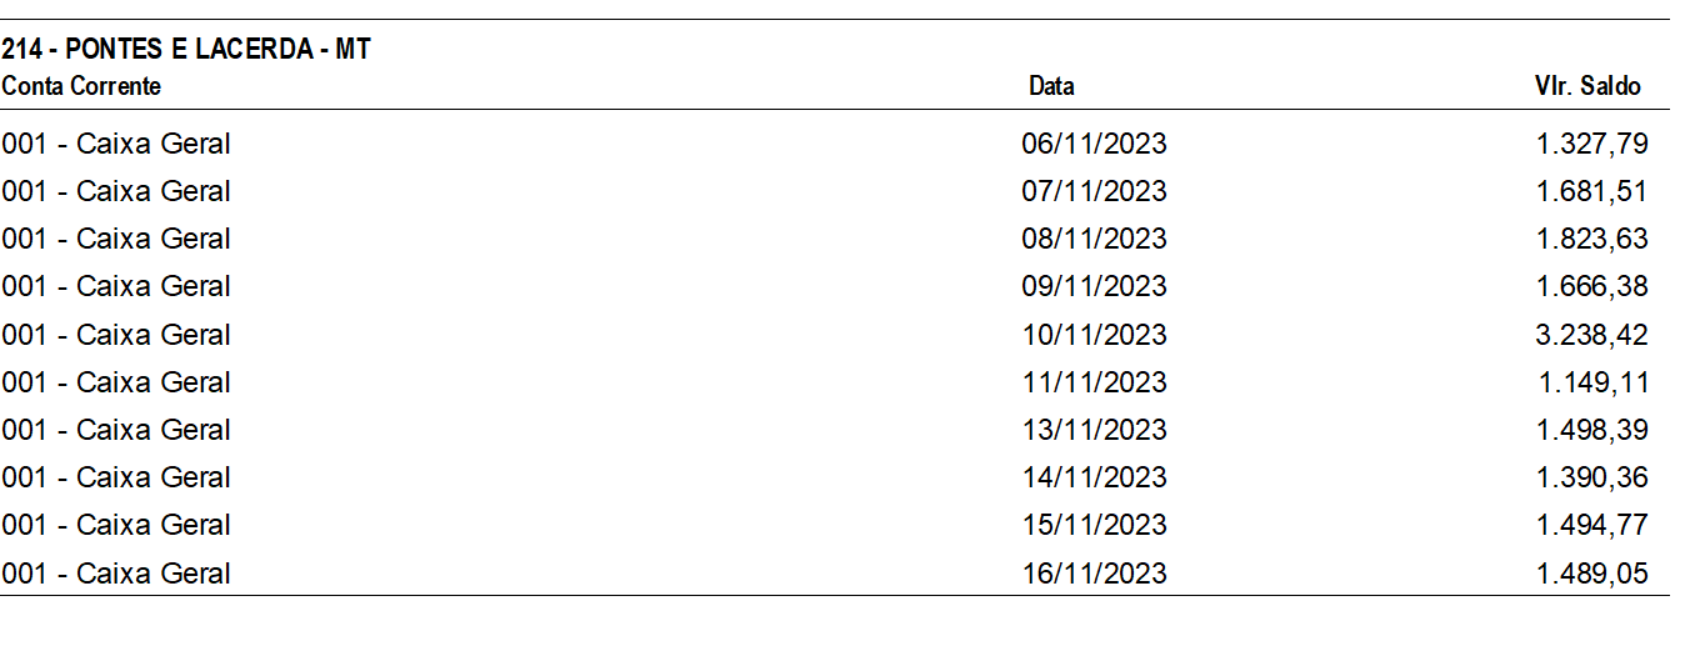 214 - PONTES E LACERDA - MT
Conta Corrente Data Vlr. Saldo
001 - Caixa Geral 06/11/2023 1.327,79
001 - Caixa Geral 07/11/2023 1.681,51
001 - Caixa Geral 08/11/2023 1.823,63
001 - Caixa Geral 09/11/2023 1.666,38
001 - Caixa Geral 10/11/2023 3.238,42
001 - Caixa Geral 11/11/2023 1.149,11
001 - Caixa Geral 13/11/2023 1.498,39
001 - Caixa Geral 14/11/2023 1.390,36
001 - Caixa Geral 15/11/2023 1.494,77
001 - Caixa Geral 16/11/2023 1.489,05